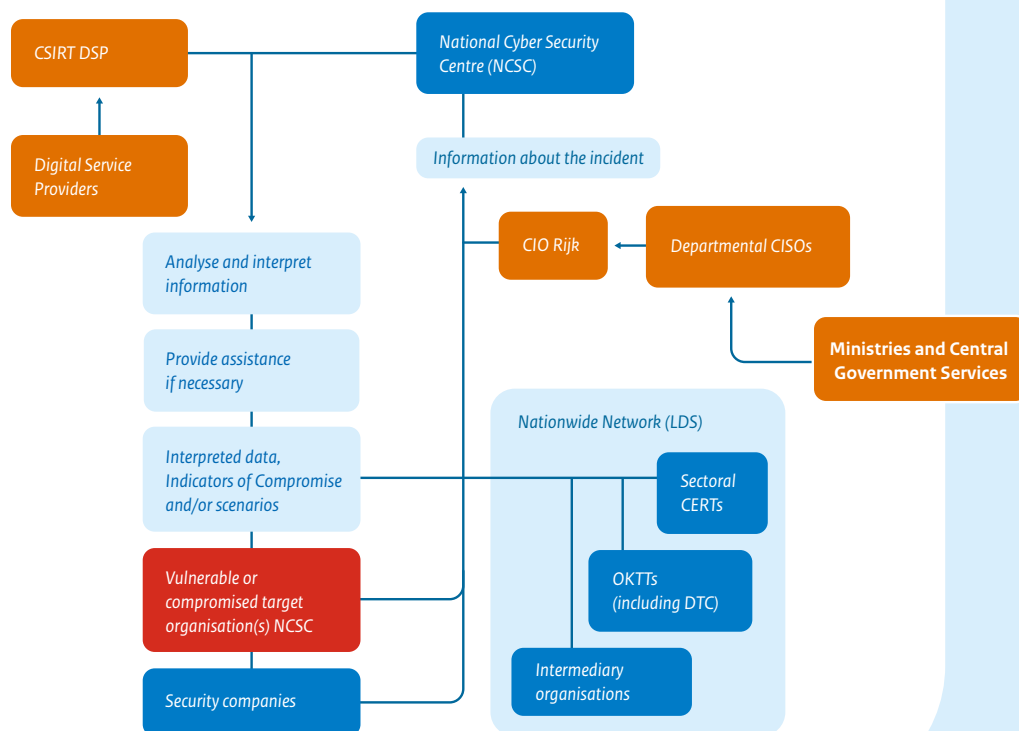 CSIRT DSP
National Cyber Security
Centre (NCSC)
Digital Service
Providers
Information about the incident
CIO Rijk
Departmental CISOs
Analyse and interpret
information
Ministries and Central
Government Services
Provide assistance
if necessary
Nationwide Network (LDS)
Interpreted data,
Indicators of Compromise
and/or scenarios
Sectoral
CERTs
Vulnerable or
compromised target
organisation(s) NCSC
OKTTs
(including DTC)
Intermediary
organisations
Security companies